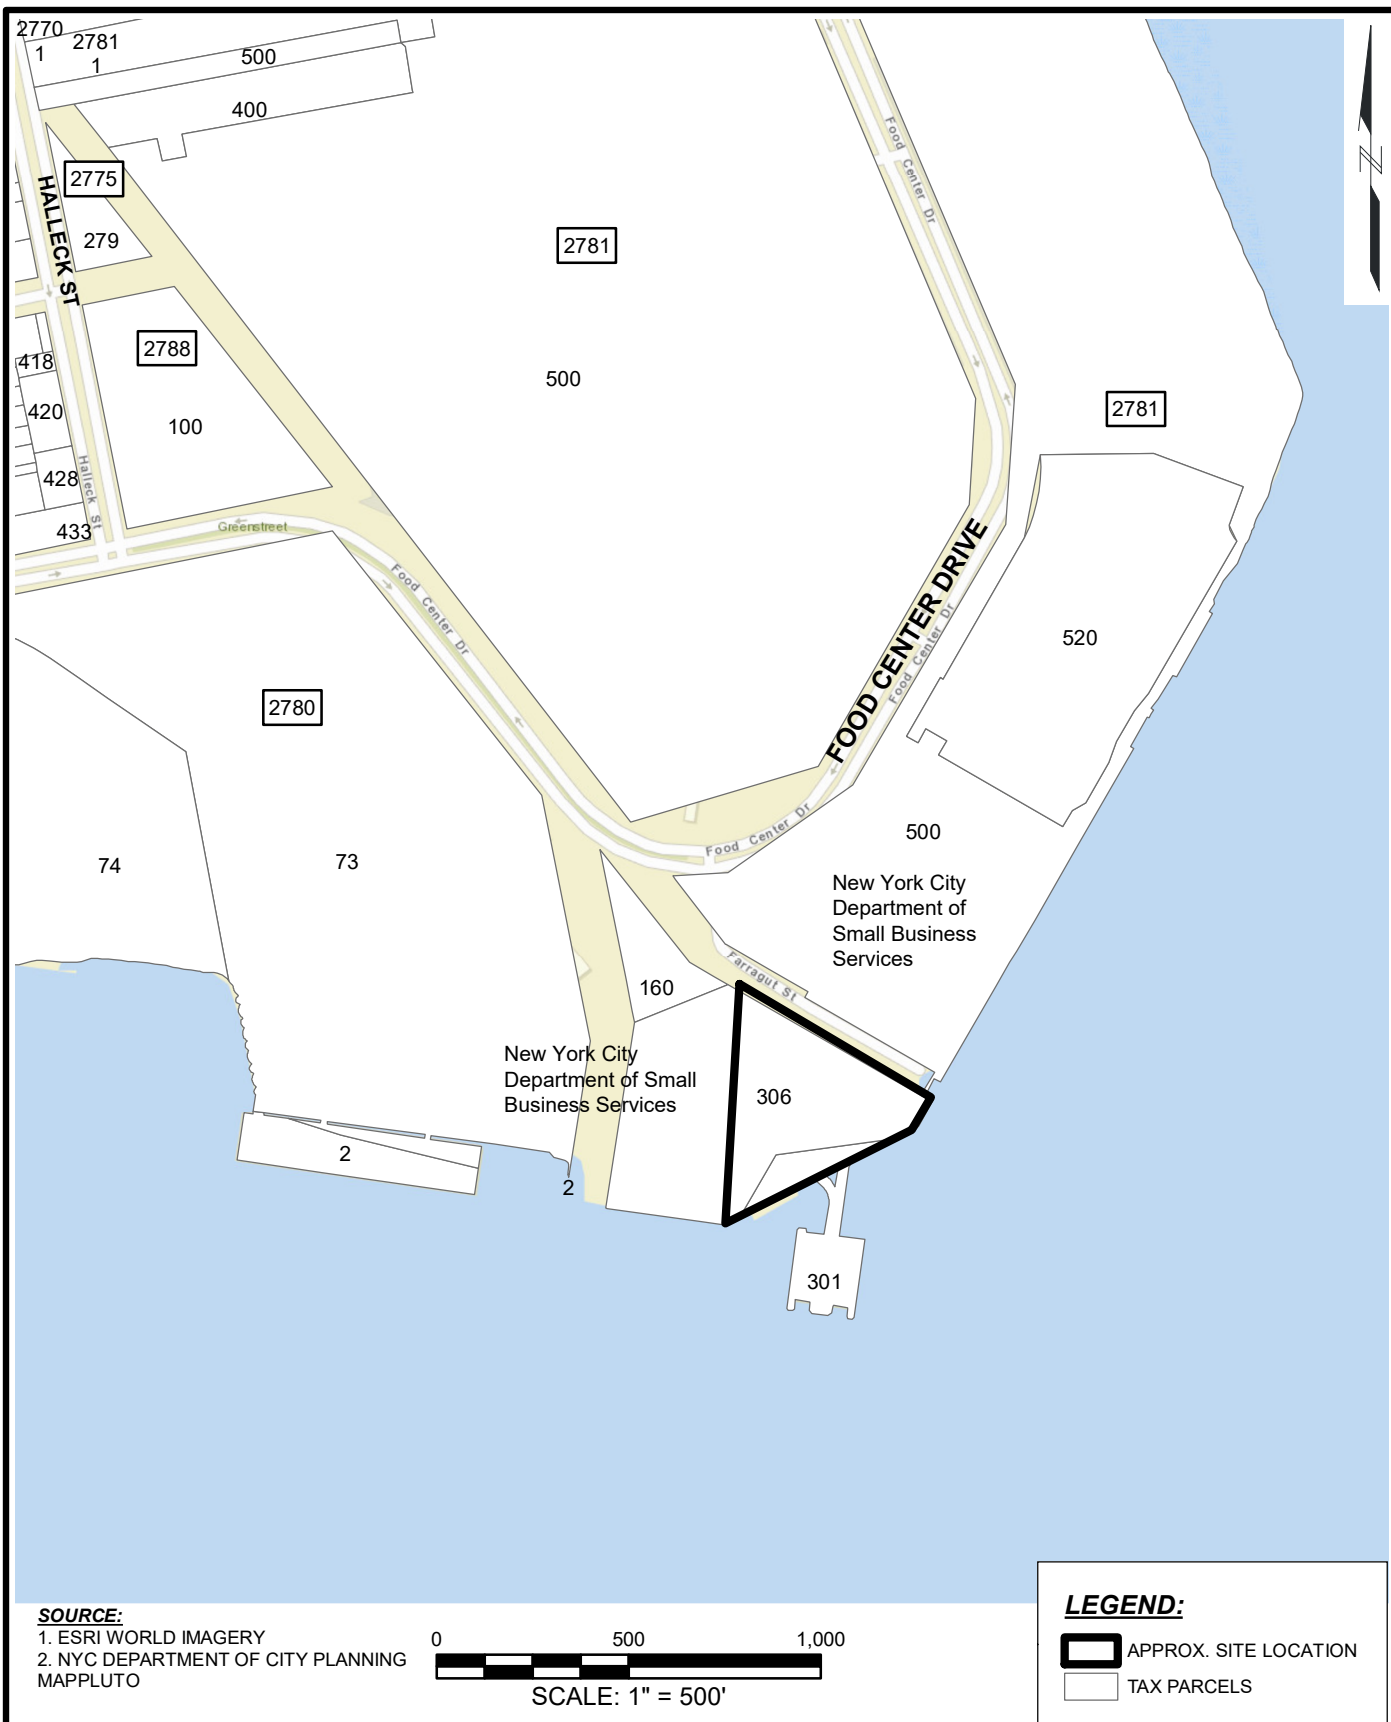 2770
1
2781
1
500
400
2775
279
HALLECK ST
2781
Food Center Dr
2788
100
500
2781
418
420
428
433
Halleck St
Greenstreet
Food Center Dr
FOOD CENTER DRIVE
Food Center Dr
520
2780
74
73
Food Center Dr
500
New York City
Department of
Small Business
Services
Farragut St
160
New York City
Department of Small
Business Services
306
2
2
301
N
SOURCE:
1. ESRI WORLD IMAGERY
2. NYC DEPARTMENT OF CITY PLANNING
MAPPLUTO
0 500 1,000
SCALE: 1" = 500'
LEGEND:
APPROX. SITE LOCATION
TAX PARCELS